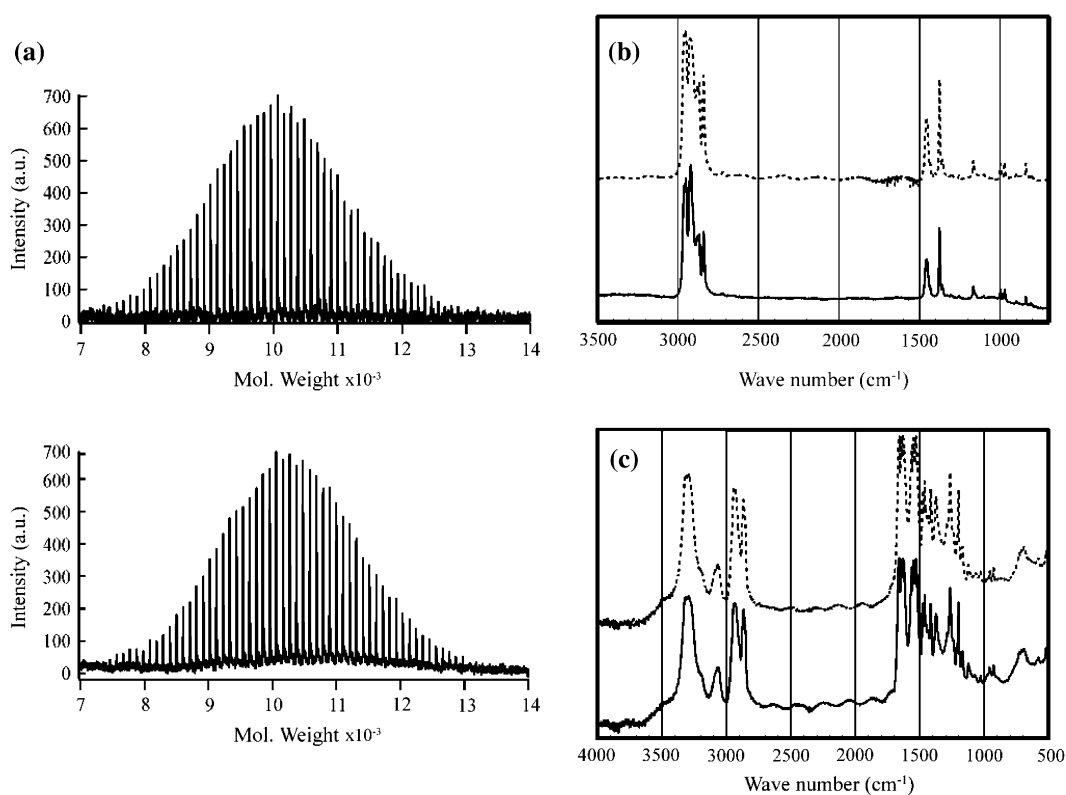 (a)
700
600
500
400
300
200
100
0
Intensity (a.u.)
7 8 9 10 11 12 13 14
Mol. Weight x10-3
700
600
500
400
300
200
100
0
Intensity (a.u.)
7 8 9 10 11 12 13 14
Mol. Weight x10-3
(b)
3500 3000 2500 2000 1500 1000
Wave number (cm-1)
(c)
4000 3500 3000 2500 2000 1500 1000 500
Wave number (cm-1)